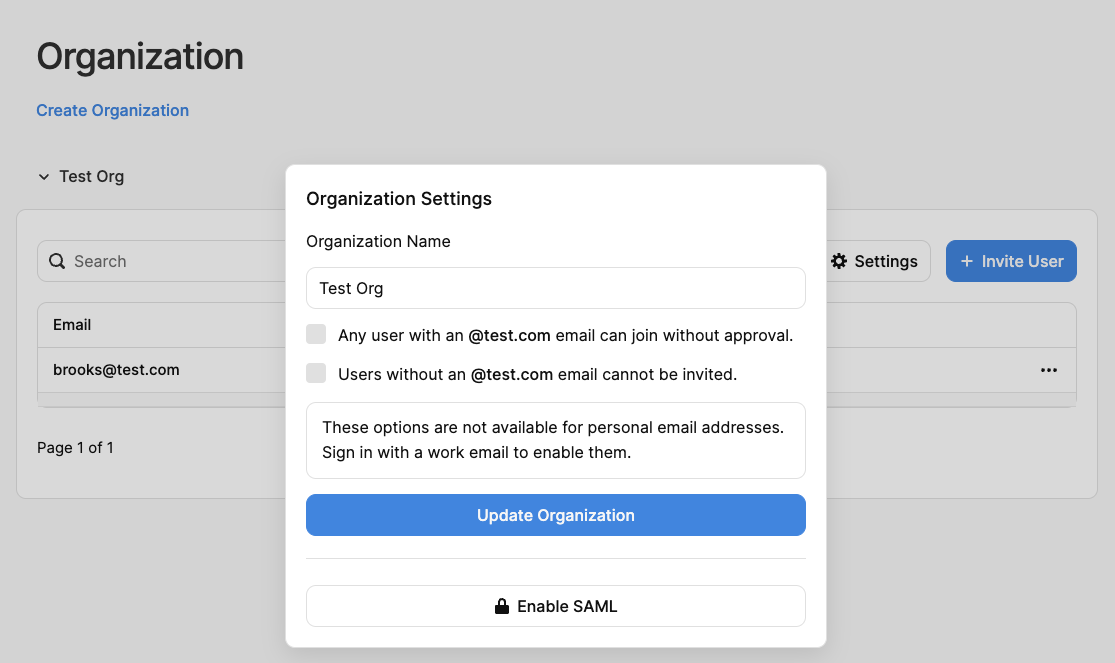 Organization
Create Organization
Test Org
Search
Settings
+ Invite User
Email
brooks@test.com
Page 1 of 1
Organization Settings
Organization Name
Test Org
Any user with an @test.com email can join without approval.
Users without an @test.com email cannot be invited.
These options are not available for personal email addresses.
Sign in with a work email to enable them.
Update Organization
Enable SAML